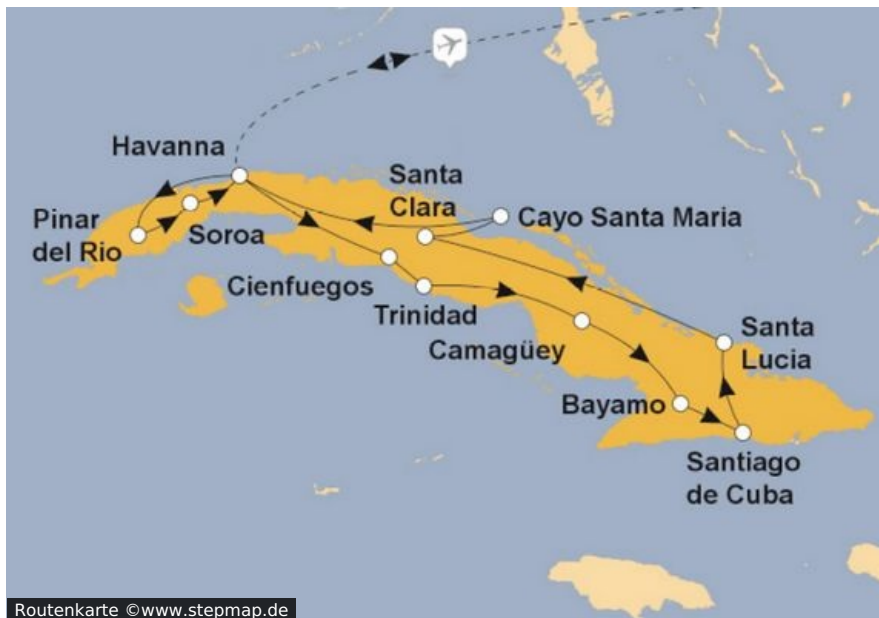 Havanna
Santa
Clara
Cayo Santa Maria
Pinar
del Rio
Soroa
Cienfuegos
Trinidad
Camagüey
Santa
Lucia
Bayamo
Santiago
de Cuba
Routenkarte ©www.stepmap.de